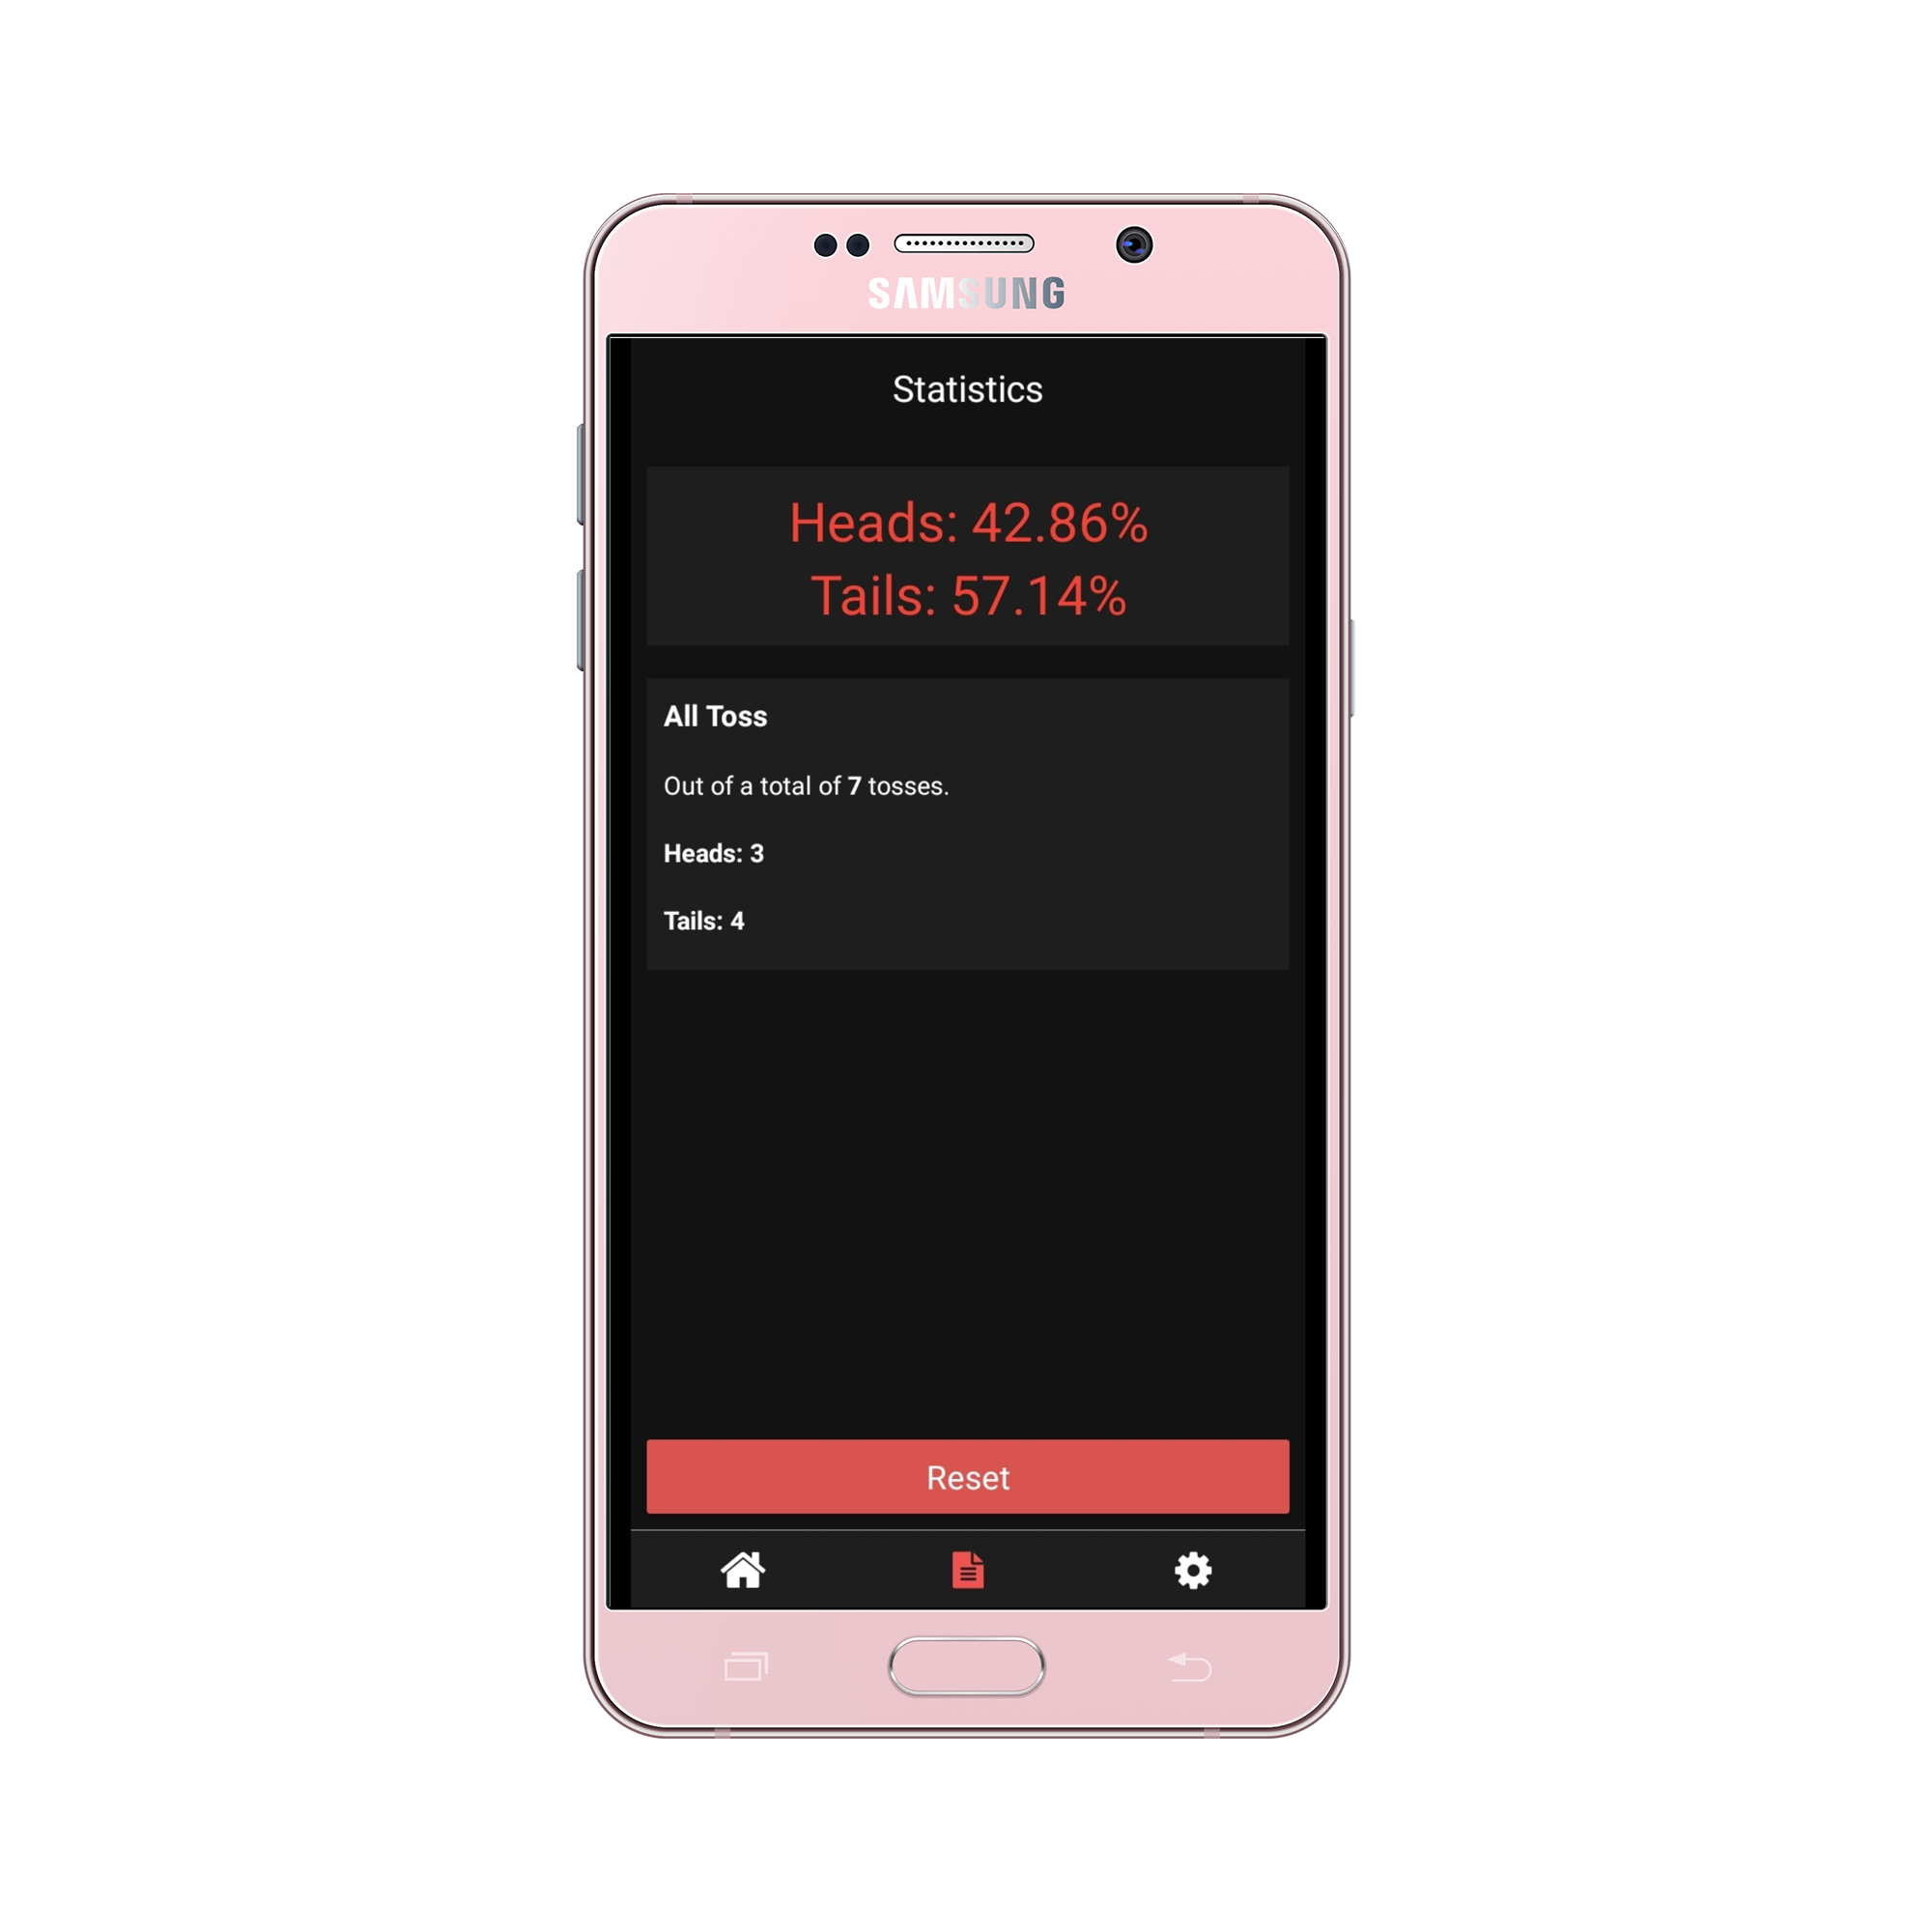 SAMSUNG
Statistics
Heads: 42.86%
Tails: 57.14%
All Toss
Out of a total of 7 tosses.
Heads: 3
Tails: 4
Reset